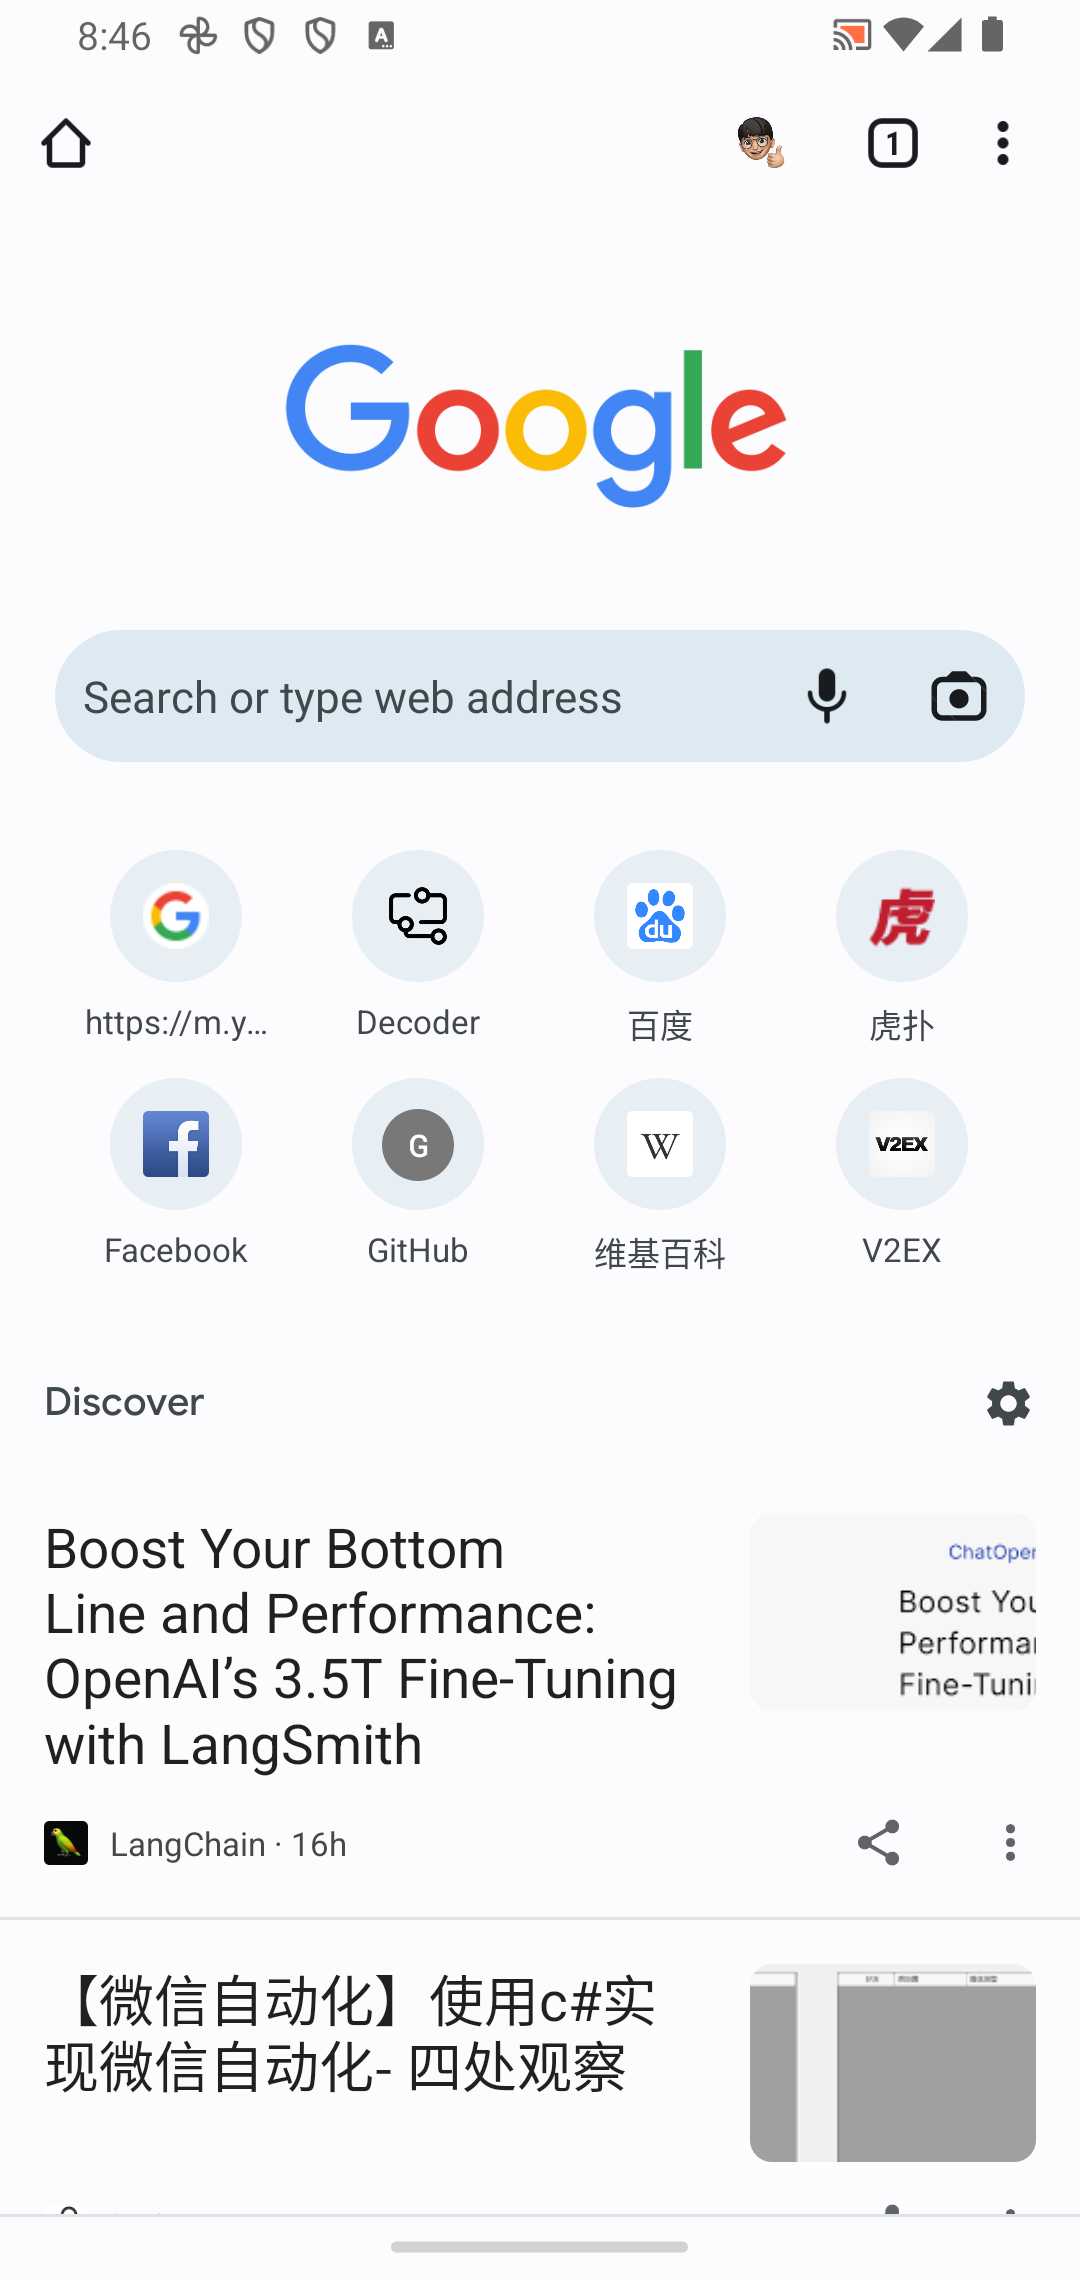 8:46
A
1
Google
Search or type web address
https://m.y...
Decoder
du
百度
虎
虎扑
Facebook
G
GitHub
W
维基百科
V2EX
V2EX
Discover
Boost Your Bottom
Line and Performance:
OpenAI’s 3.5T Fine-Tuning
with LangSmith
ChatOper
Boost You
Performa
Fine-Tuni
LangChain · 16h
【微信自动化】使用c#实
现微信自动化- 四处观察